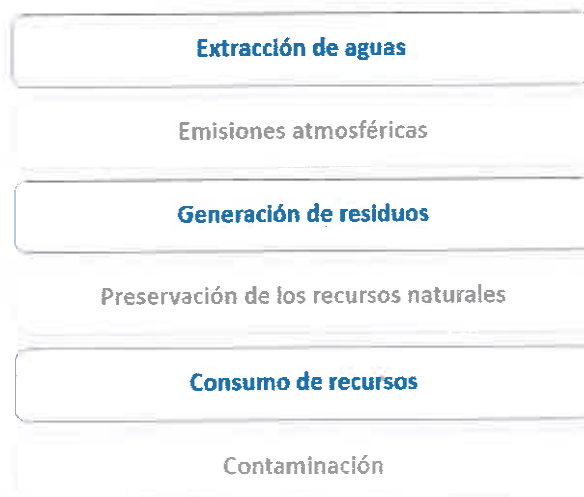 Extracción de aguas
Emisiones atmosféricas
Generación de residuos
Preservación de los recursos naturales
Consumo de recursos
Contaminación